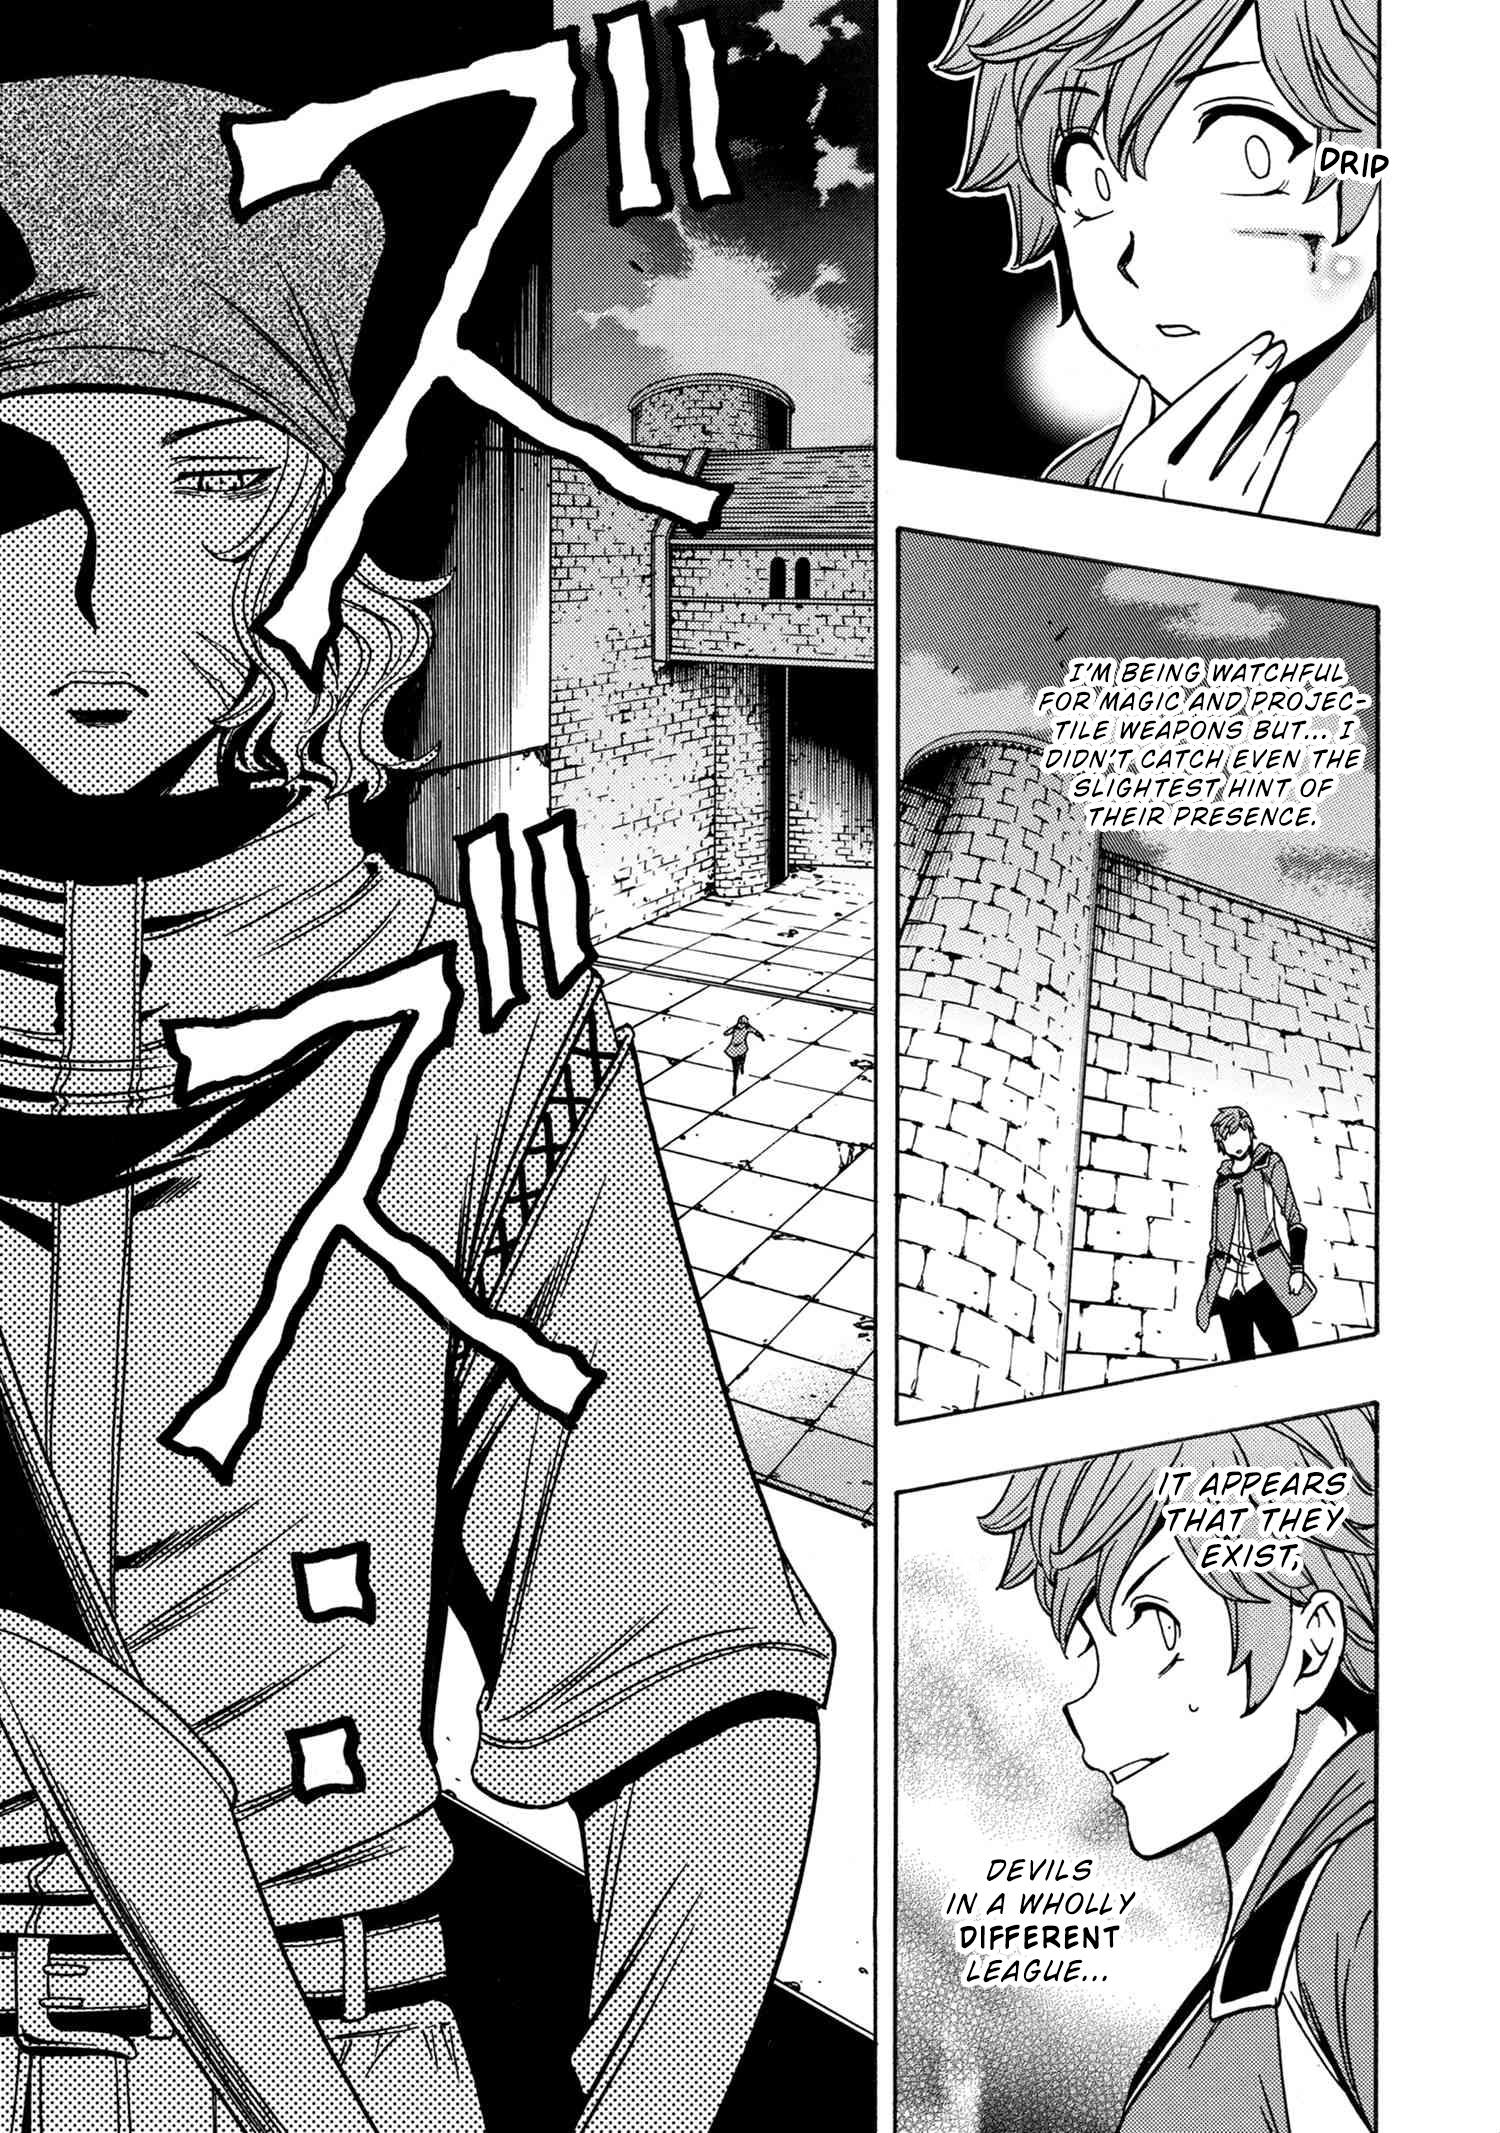 DRIP
I'M BEING WATCHFUL
FOR MAGIC AND PROJEC-
TILE WEAPONS BUT... I
DIDN'T CATCH EVEN THE
SLIGHTEST HINT OF
THEIR PRESENCE.
IT APPEARS
THAT THEY
EXIST,
DEVILS
IN A WHOLLY
DIFFERENT
LEAGUE...
ズズ・・